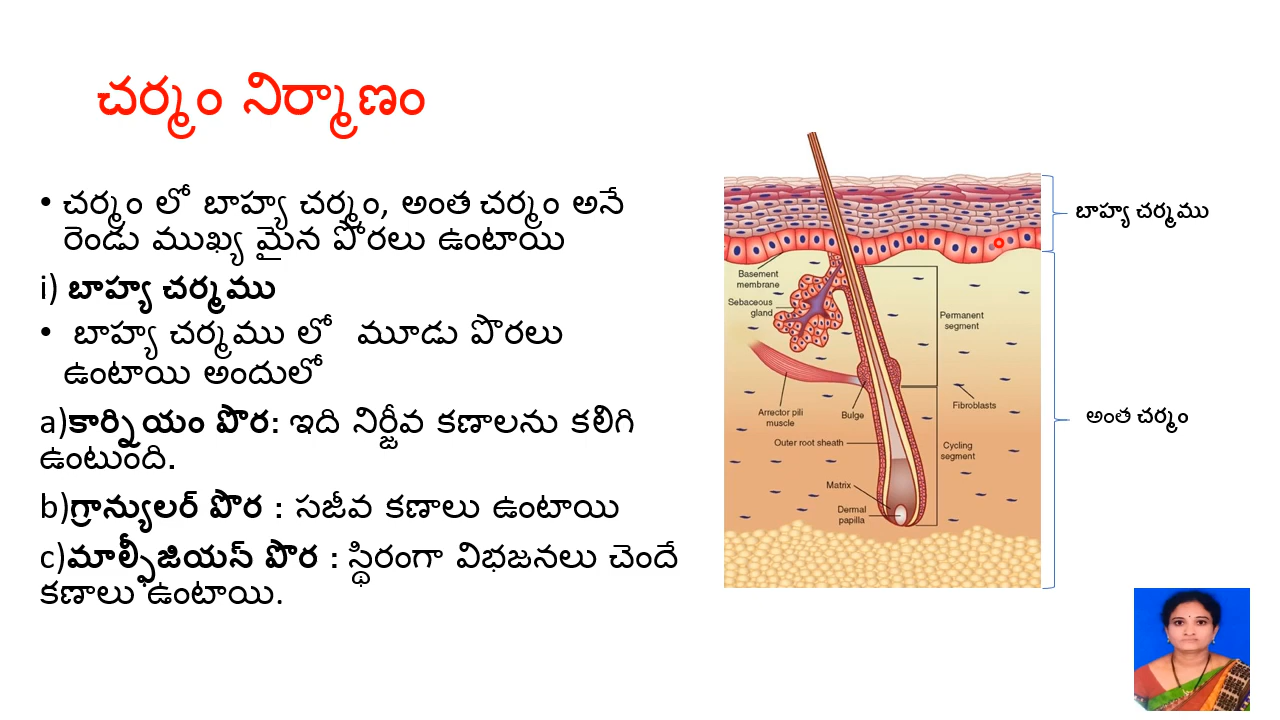 చర్మం నిర్మాణం
• చర్మం లో బాహ్య చర్మం, అంత చర్మం అనే
రెండు ముఖ్య మైన పొరలు ఉంటాయి
i) బాహ్య చర్మము
• బాహ్య చర్మము లో మూడు పొరలు
ఉంటాయి అందులో
a)కార్నియం పొర: ఇది నిర్జీవ కణాలను కలిగి
ఉంటుంది.
b)గ్రాన్యులర్ పొర : సజీవ కణాలు ఉంటాయి
c)మాల్ఫీజియస్ పొర : స్థిరంగా విభజనలు చెందే
కణాలు ఉంటాయి.
బాహ్య చర్మము
Basement
membrane
Sebaceous
gland
Permanent
segment
Arrector pili
muscle
Bulge
Fibroblasts
అంత చర్మం
Outer root sheath
Cycling
segment
Matrix
Dermal
papilla